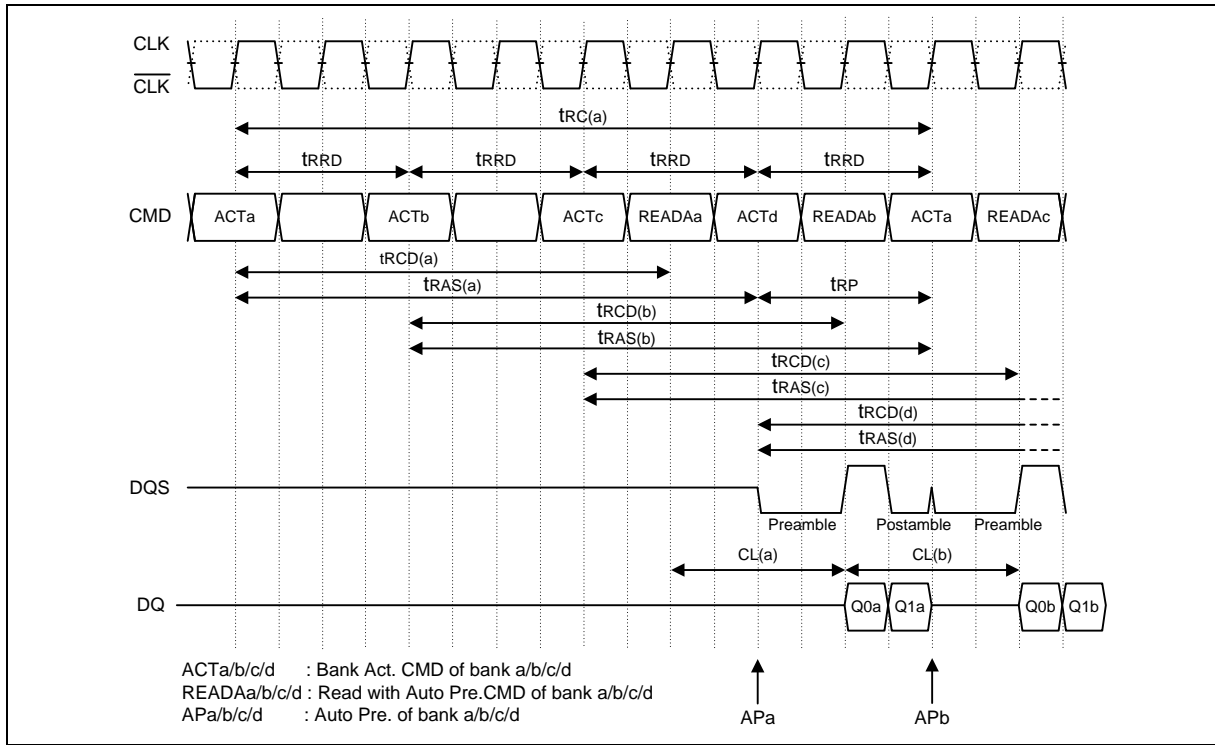 CLK
CLK
tRC(a)
tRRD tRRD tRRD tRRD
CMD ACTa ACTb ACTc READAa ACTd READAb ACTa READAc
tRCD(a)
tRAS(a) tRP
tRCD(b)
tRAS(b)
tRCD(c)
tRAS(c)
tRCD(d)
tRAS(d)
DQS
Preamble Postamble Preamble
CL(a) CL(b)
DQ Q0a Q1a Q0b Q1b
ACTa/b/c/d : Bank Act. CMD of bank a/b/c/d
READAa/b/c/d : Read with Auto Pre.CMD of bank a/b/c/d
APa/b/c/d : Auto Pre. of bank a/b/c/d
APa APb